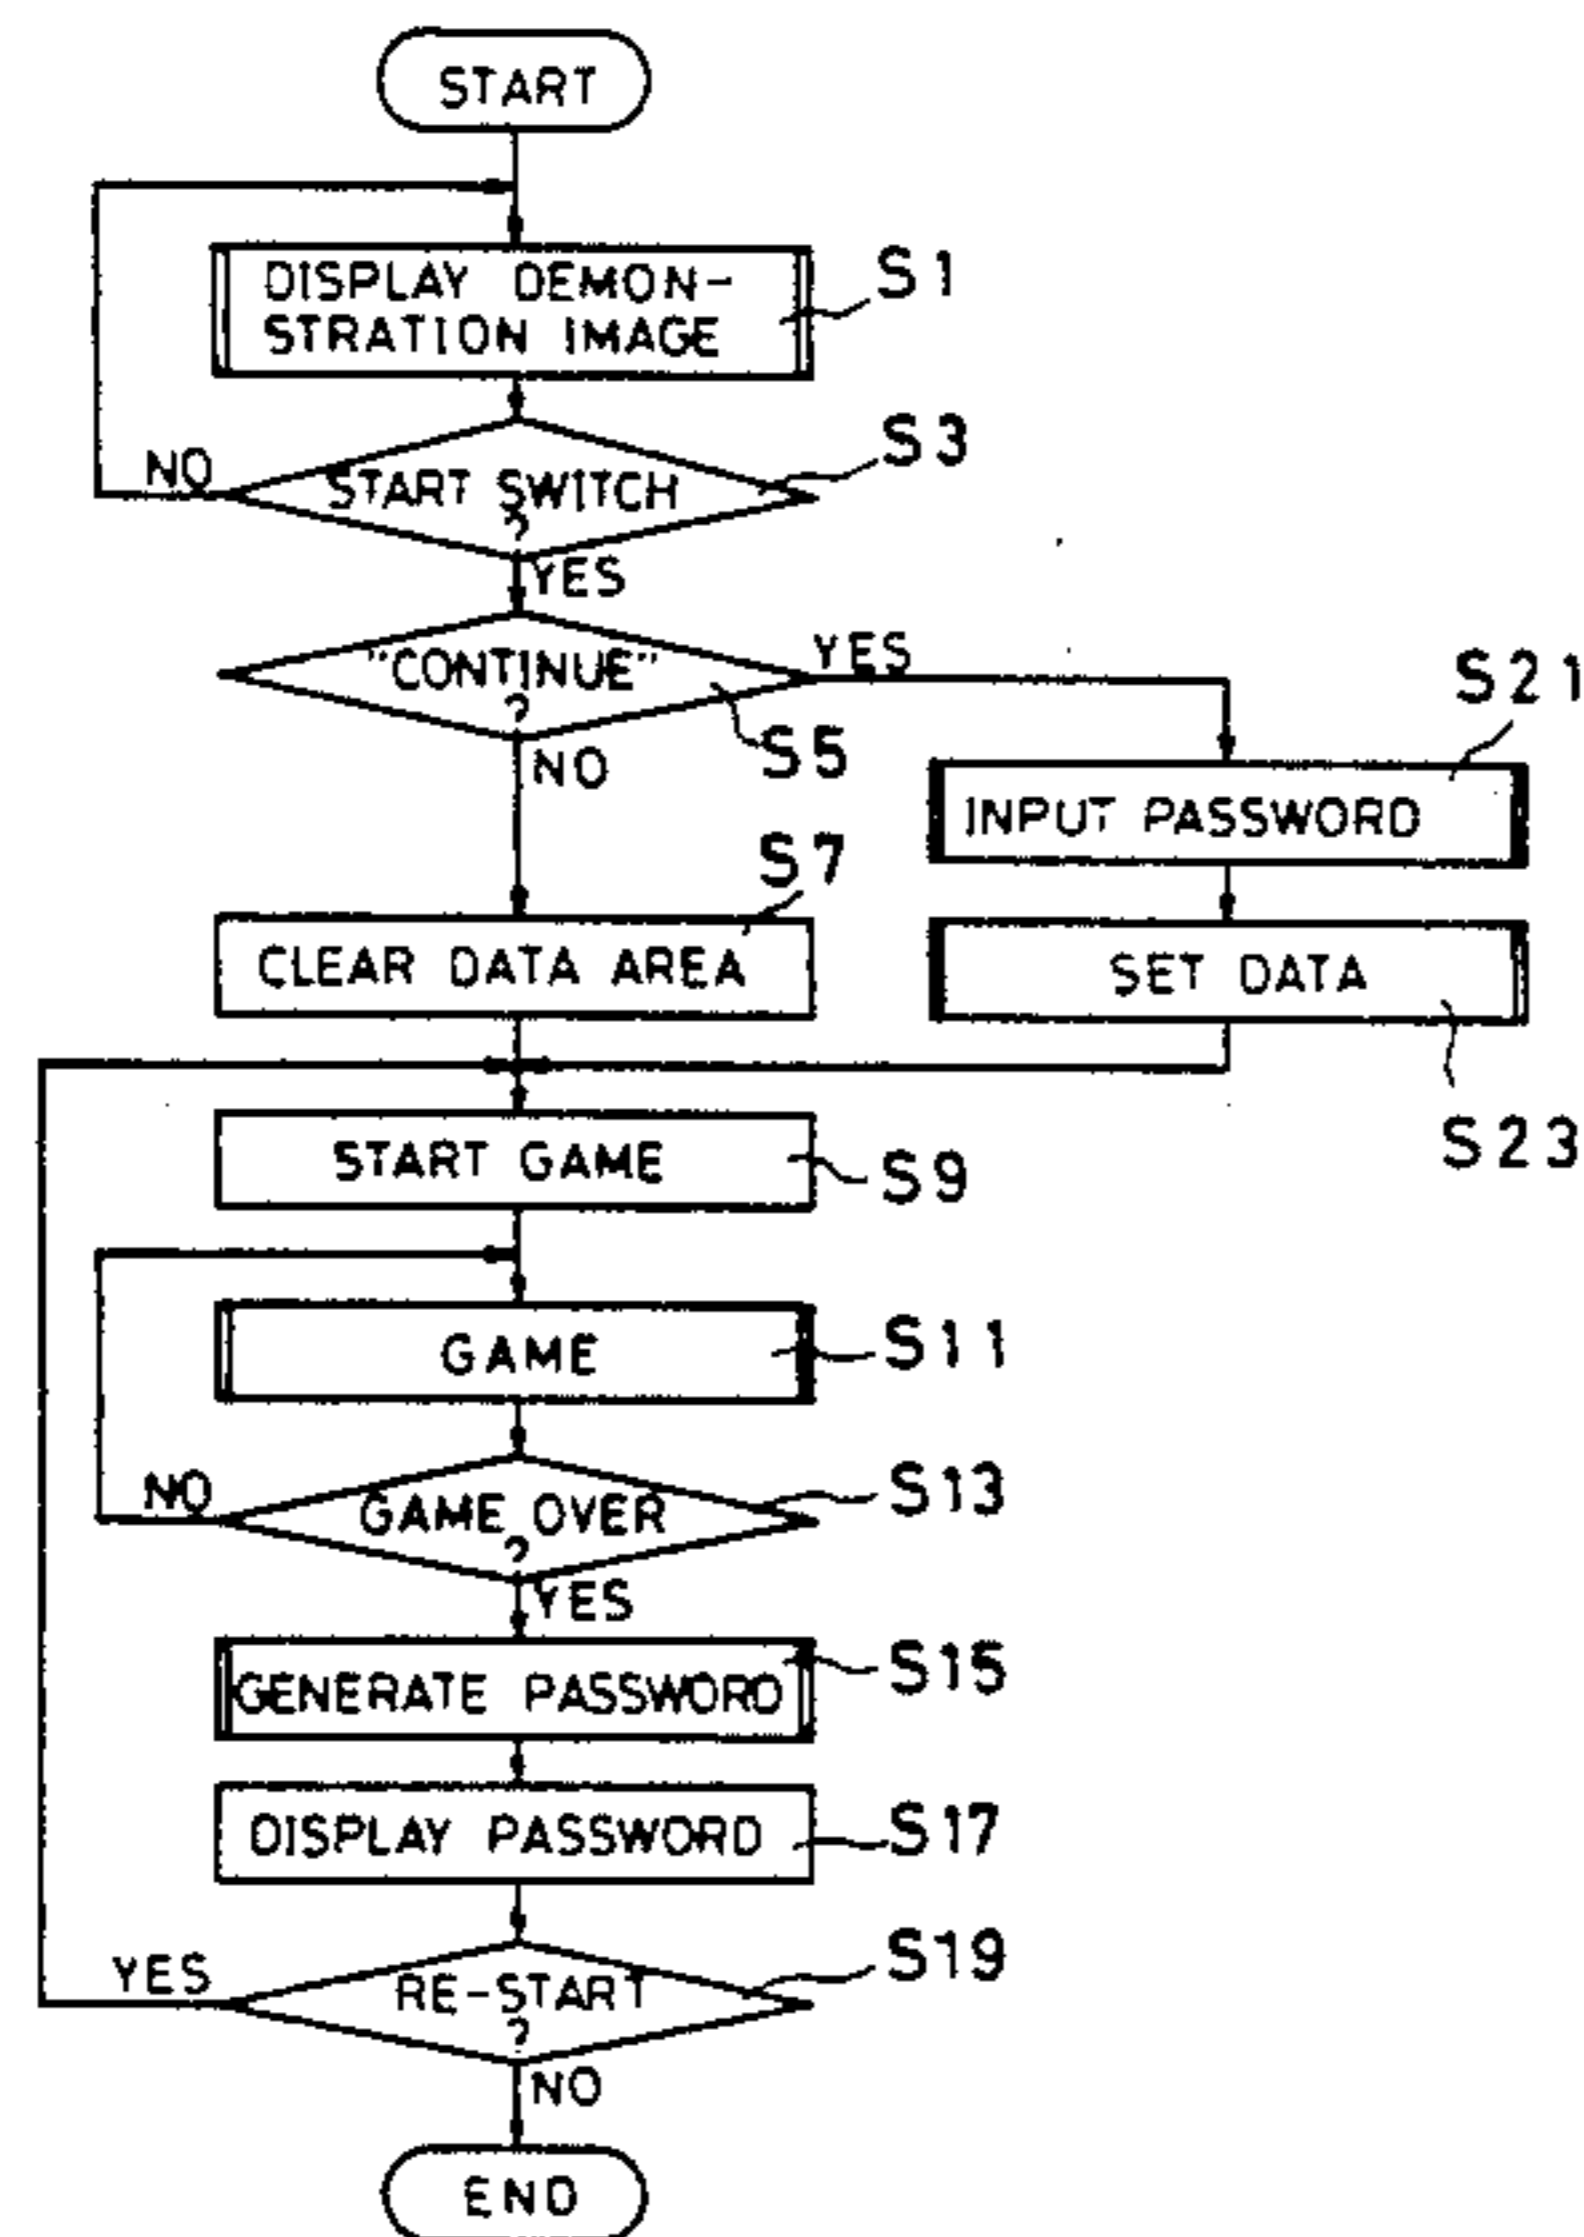 START
DISPLAY DEMON-
STRATION IMAGE
S1
NO
START SWITCH
?
S3
YES
"CONTINUE"
?
S5
YES
NO
S21
INPUT PASSWORD
S7
CLEAR DATA AREA
SET DATA
S23
START GAME
S9
GAME
S11
NO
GAME OVER
?
S13
YES
GENERATE PASSWORD
S15
DISPLAY PASSWORD
S17
YES
RE-START
?
S19
NO
END